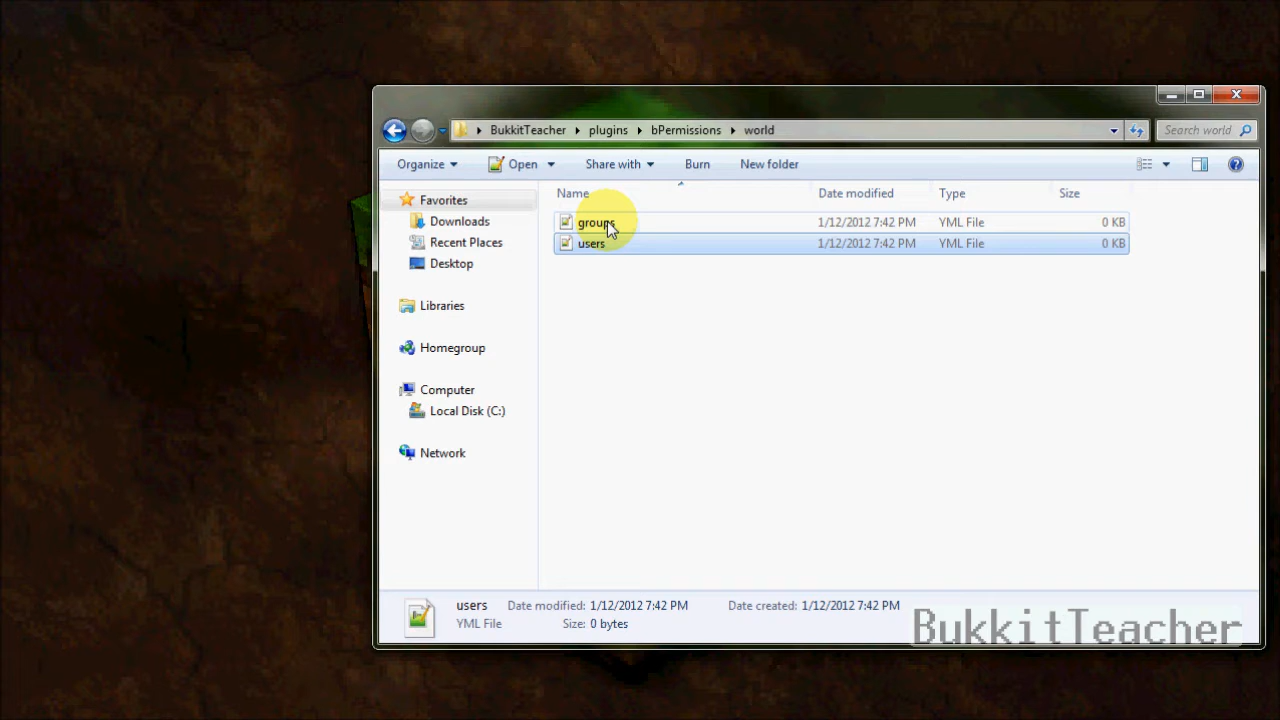 BukkitTeacher plugins bPermissions world
Search world
Organize Open Share with Burn New folder
Favorites
Downloads
Recent Places
Desktop
Libraries
Homegroup
Computer
Local Disk (C:)
Network
Name Date modified Type Size
groups 1/12/2012 7:42 PM YML File 0 KB
users 1/12/2012 7:42 PM YML File 0 KB
users Date modified: 1/12/2012 7:42 PM Date created: 1/12/2012 7:42 PM
YML File Size: 0 bytes
BukkitTeacher